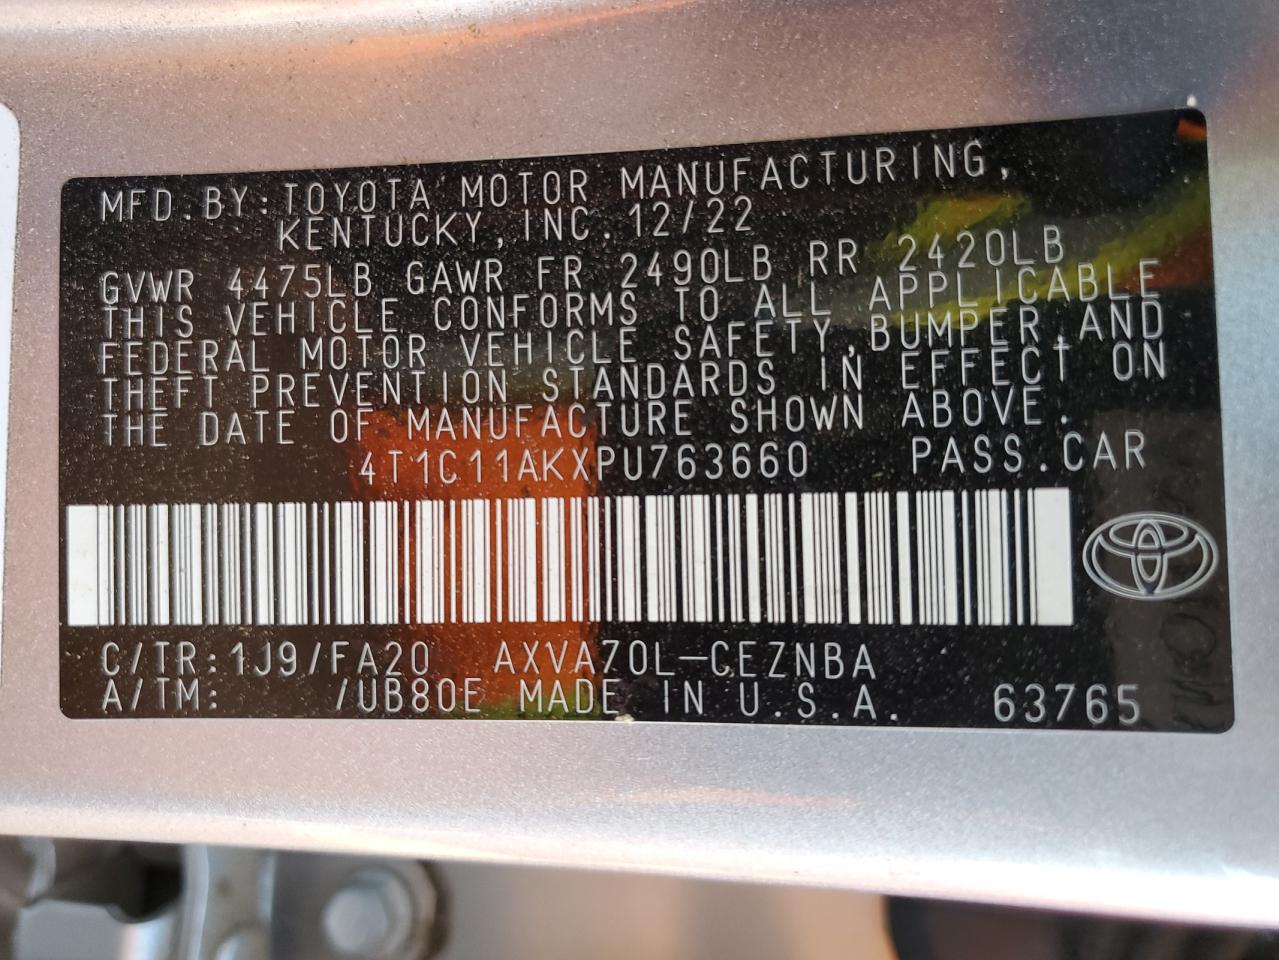 MFD.BY:TOYOTA MOTOR MANUFACTURING,
KENTUCKY,INC. 12/22
GVWR 4475LB GAWR FR 2490LB RR 2420LB
THIS VEHICLE CONFORMS TO ALL APPLICABLE
FEDERAL MOTOR VEHICLE SAFETY,BUMPER,AND
THEFT PREVENTION STANDARDS IN EFFECT ON
THE DATE OF MANUFACTURE SHOWN ABOVE.
4T1C11AKXPU763660 PASS.CAR
C/TR:1J9/FA20 AXVA70L-CEZNBA
A/TM: /UB80E MADE IN U.S.A. 63765